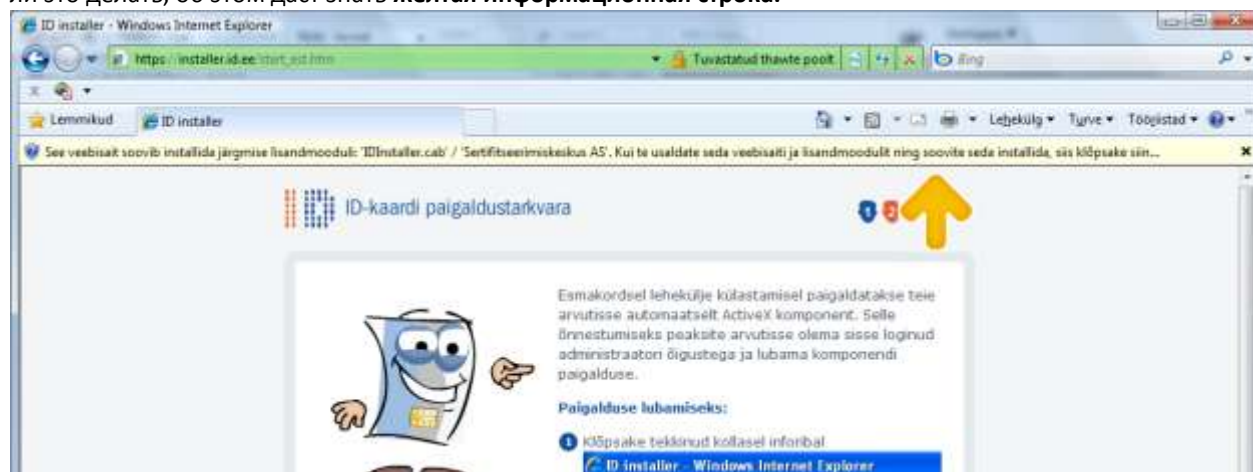 ли это делать, об этом даст знать желтая информационная строка.
ID installer - Windows Internet Explorer
https://installer.id.ee/start_est.htm Tuvastatud thawte poolt Bing
x
Lemmikud ID installer Lehekülg Turve Tööriistad
See veebisait soovib installida järgmise lisandmooduli: 'IDInstaller.cab' / 'Sertifitseerimiskeskus AS'. Kui te usaldate seda veebisaiti ja lisandmoodulit ning soovite seda installida, siis klõpsake siin...
ID-kaardi paigaldustarkvara
Esmakordsel lehekülje külastamisel paigaldatakse teie
arvutisse automaatselt ActiveX komponent. Selle
õnnestumiseks peaksite arvutisse olema sisse loginud
administraatori õigustega ja lubama komponendi
paigalduse.
Paigalduse lubamiseks:
1 Klõpsake tekkinud kollasel inforibal
ID installer - Windows Internet Explorer